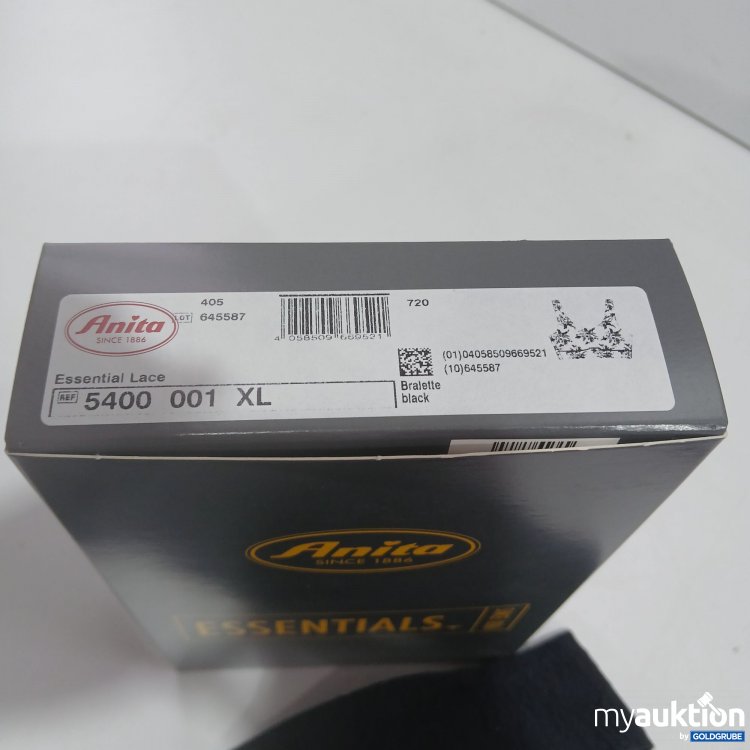 Anita
SINCE 1886
LOT
405
645587
4 058509 669521
720
(01)04058509669521
(10)645587
Essential Lace
REF 5400 001 XL
Bralette
black
Anita
SINCE 1886
ESSENTIALS
myauktion
by GOLDGRUBE